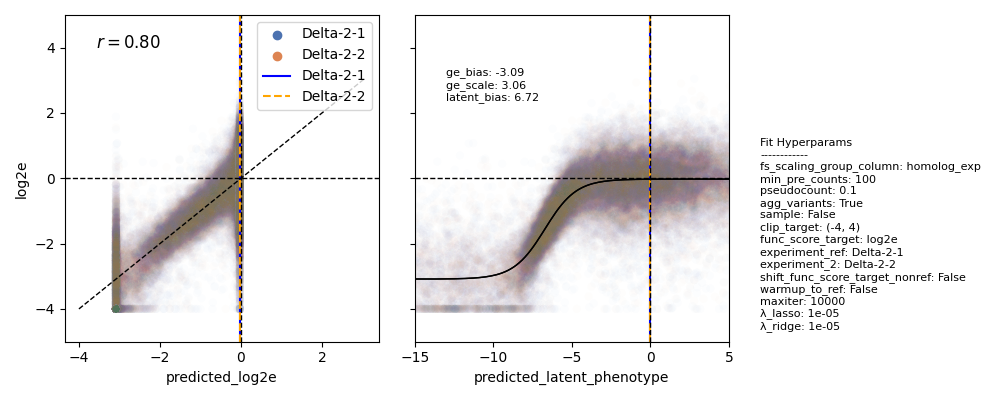 r = 0.80
Delta-2-1
Delta-2-2
Delta-2-1
Delta-2-2
4
2
0
−2
−4
log2e
−4
−2
0
2
predicted_log2e
ge_bias: -3.09
ge_scale: 3.06
latent_bias: 6.72
−15
−10
−5
0
5
predicted_latent_phenotype
Fit Hyperparams
------------
fs_scaling_group_column: homolog_exp
min_pre_counts: 100
pseudocount: 0.1
agg_variants: True
sample: False
clip_target: (-4, 4)
func_score_target: log2e
experiment_ref: Delta-2-1
experiment_2: Delta-2-2
shift_func_score_target_nonref: False
warmup_to_ref: False
maxiter: 10000
λ_lasso: 1e-05
λ_ridge: 1e-05